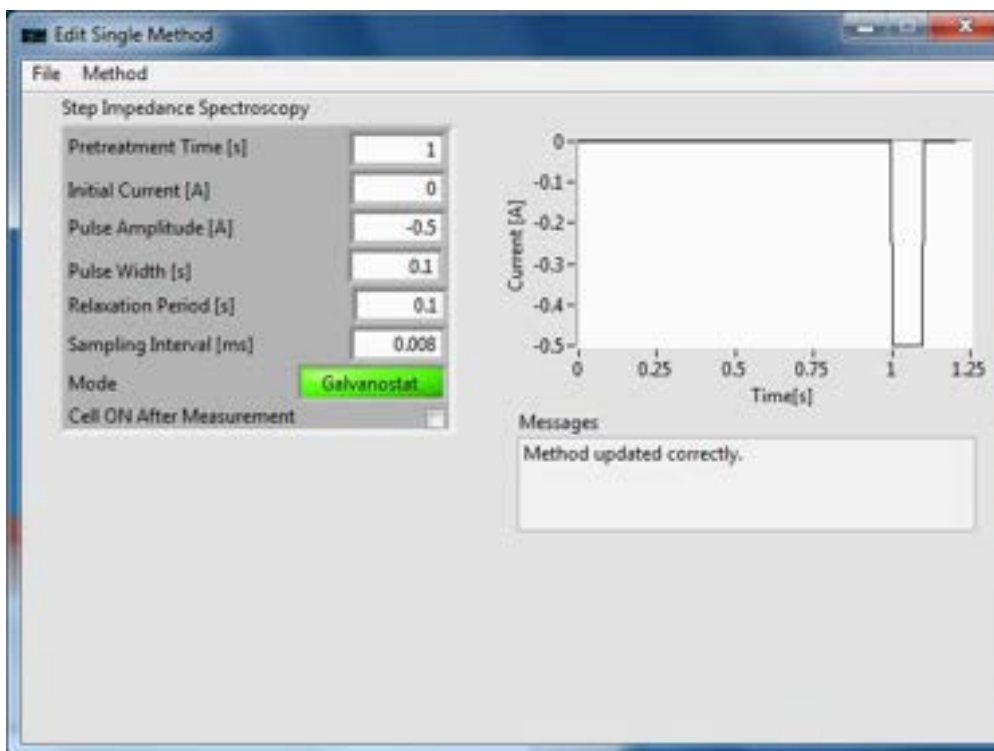 Edit Single Method
File Method
Step Impedance Spectroscopy
Pretreatment Time [s] 1
Initial Current [A] 0
Pulse Amplitude [A] -0.5
Pulse Width [s] 0.1
Relaxation Period [s] 0.1
Sampling Interval [ms] 0.008
Mode Galvanostat
Cell ON After Measurement
Current [A]
0
-0.1
-0.2
-0.3
-0.4
-0.5
0 0.25 0.5 0.75 1 1.25
Time[s]
Messages
Method updated correctly.